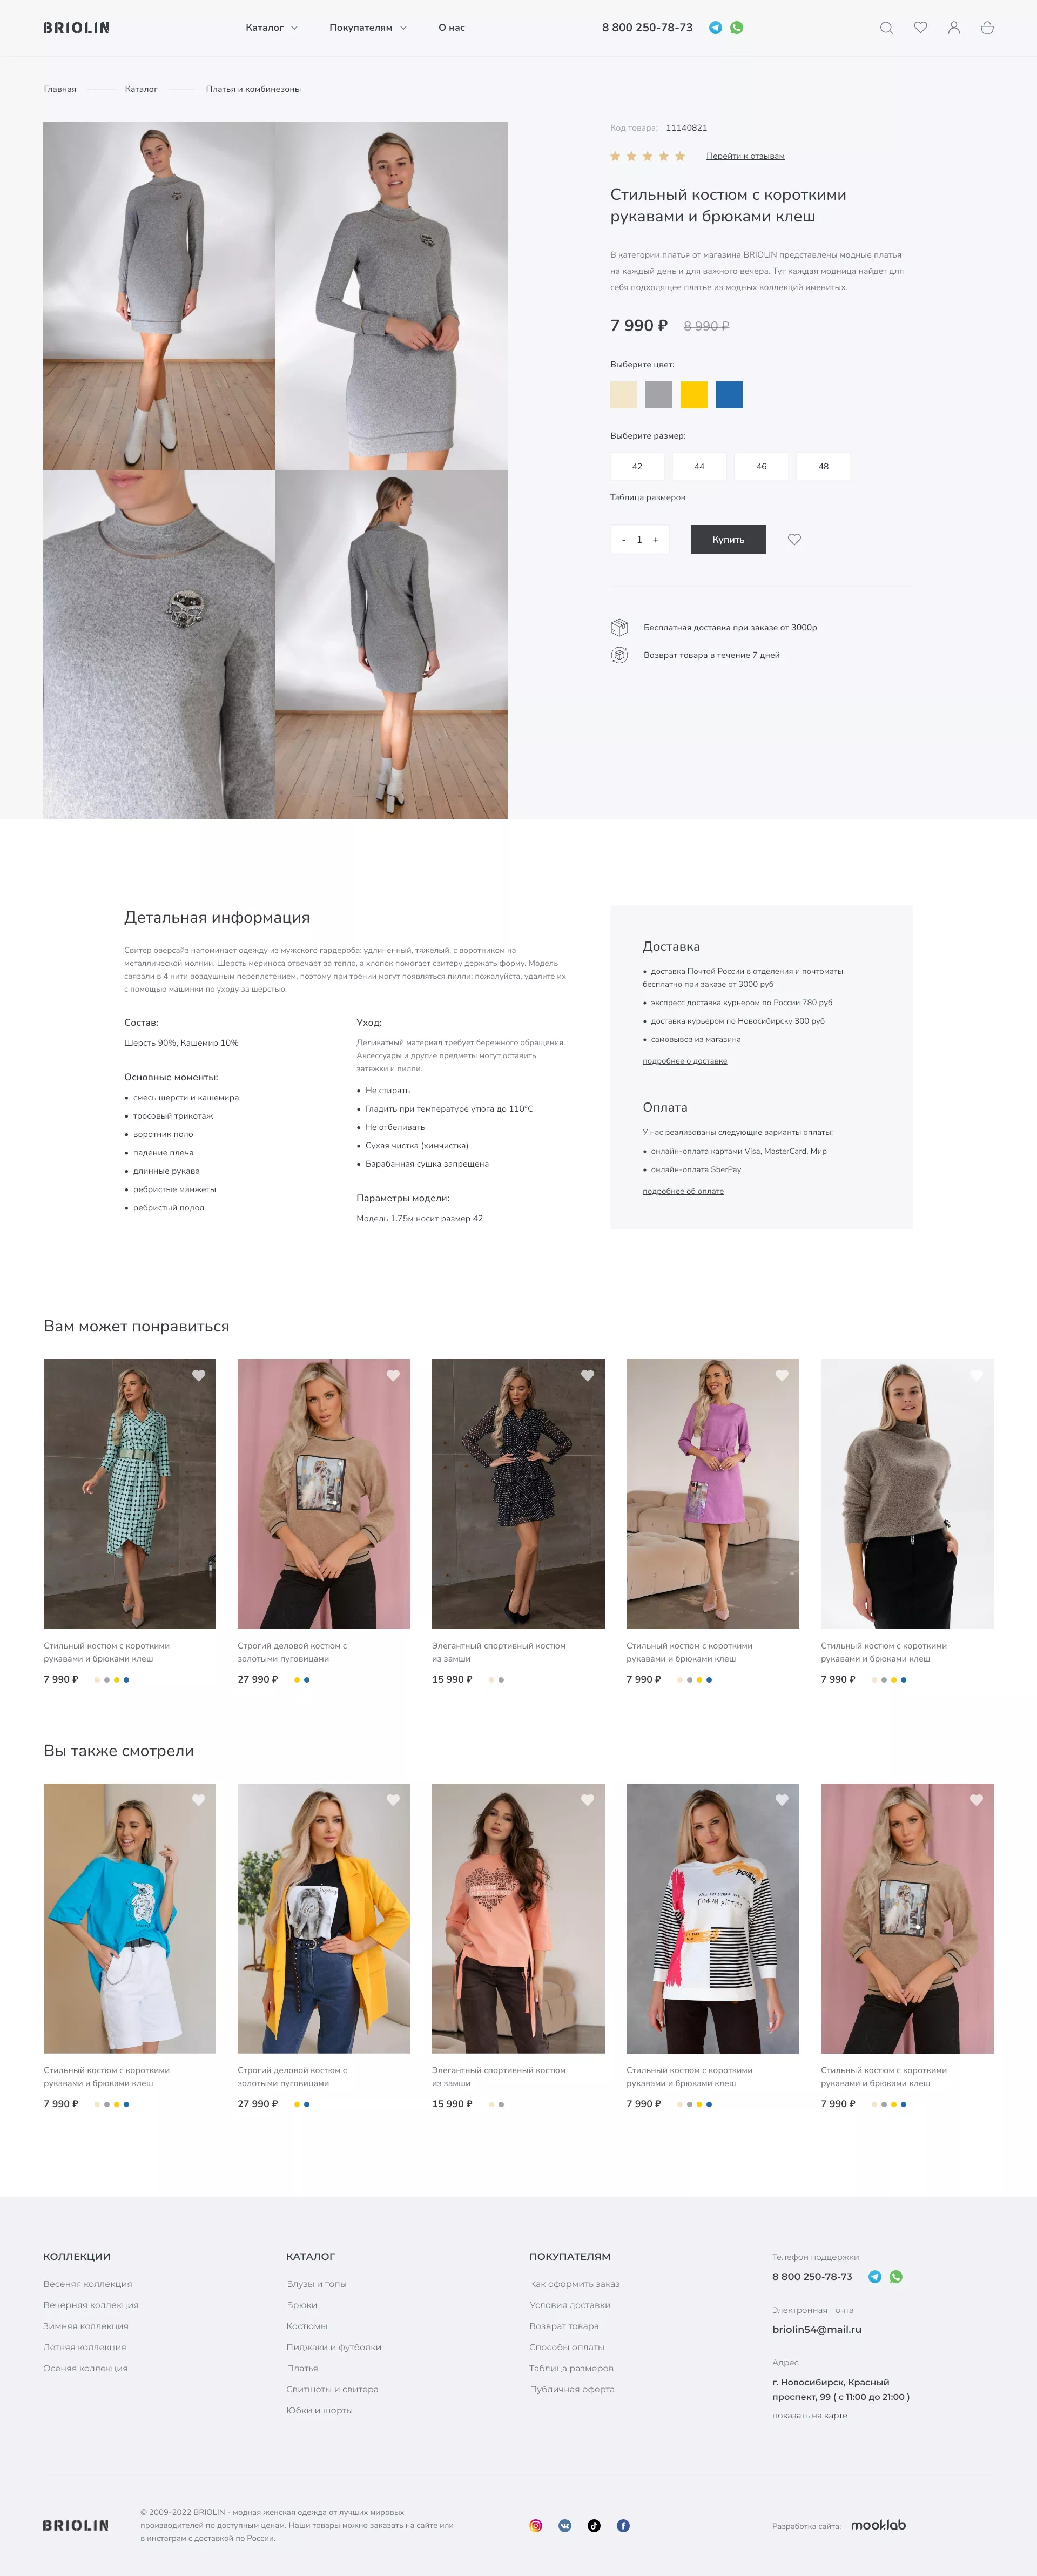 BRIOLIN
Каталог
Покупателям
О нас
8 800 250-78-73
Главная
Каталог
Платья и комбинезоны
Код товара: 11140821
Перейти к отзывам
Стильный костюм с короткими
рукавами и брюками клеш
В категории платья от магазина BRIOLIN представлены модные платья
на каждый день и для важного вечера. Тут каждая модница найдет для
себя подходящее платье из модных коллекций именитых.
7 990 ₽ 8 990 ₽
Выберите цвет:
Выберите размер:
42 44 46 48
Таблица размеров
- 1 +
Купить
Бесплатная доставка при заказе от 3000р
Возврат товара в течение 7 дней
Детальная информация
Свитер оверсайз напоминает одежду из мужского гардероба: удлиненный, тяжелый, с воротником на
металлической молнии. Шерсть мериноса отвечает за тепло, а хлопок помогает свитеру держать форму. Модель
связали в 4 нити воздушным переплетением, поэтому при трении могут появляться пилли: пожалуйста, удалите их
с помощью машинки по уходу за шерстью.
Состав:
Шерсть 90%, Кашемир 10%
Основные моменты:
• смесь шерсти и кашемира
• тросовый трикотаж
• воротник поло
• падение плеча
• длинные рукава
• ребристые манжеты
• ребристый подол
Уход:
Деликатный материал требует бережного обращения.
Аксессуары и другие предметы могут оставить
затяжки и пилли.
• Не стирать
• Гладить при температуре утюга до 110°C
• Не отбеливать
• Сухая чистка (химчистка)
• Барабанная сушка запрещена
Параметры модели:
Модель 1.75м носит размер 42
Доставка
• доставка Почтой России в отделения и почтоматы
бесплатно при заказе от 3000 руб
• экспресс доставка курьером по России 780 руб
• доставка курьером по Новосибирску 300 руб
• самовывоз из магазина
подробнее о доставке
Оплата
У нас реализованы следующие варианты оплаты:
• онлайн-оплата картами Visa, MasterCard, Мир
• онлайн-оплата SberPay
подробнее об оплате
Вам может понравиться
Стильный костюм с короткими
рукавами и брюками клеш
7 990 ₽
Строгий деловой костюм с
золотыми пуговицами
27 990 ₽
Элегантный спортивный костюм
из замши
15 990 ₽
Стильный костюм с короткими
рукавами и брюками клеш
7 990 ₽
Стильный костюм с короткими
рукавами и брюками клеш
7 990 ₽
Вы также смотрели
Стильный костюм с короткими
рукавами и брюками клеш
7 990 ₽
Строгий деловой костюм с
золотыми пуговицами
27 990 ₽
Элегантный спортивный костюм
из замши
15 990 ₽
Стильный костюм с короткими
рукавами и брюками клеш
7 990 ₽
Стильный костюм с короткими
рукавами и брюками клеш
7 990 ₽
КОЛЛЕКЦИИ
Весеняя коллекция
Вечерняя коллекция
Зимняя коллекция
Летняя коллекция
Осеняя коллекция
КАТАЛОГ
Блузы и топы
Брюки
Костюмы
Пиджаки и футболки
Платья
Свитшоты и свитера
Юбки и шорты
ПОКУПАТЕЛЯМ
Как оформить заказ
Условия доставки
Возврат товара
Способы оплаты
Таблица размеров
Публичная оферта
Телефон поддержки
8 800 250-78-73
Электронная почта
briolin54@mail.ru
Адрес
г. Новосибирск, Красный
проспект, 99 ( с 11:00 до 21:00 )
показать на карте
BRIOLIN
© 2009-2022 BRIOLIN - модная женская одежда от лучших мировых
производителей по доступным ценам. Наши товары можно заказать на сайте или
в инстаграм с доставкой по России.
Разработка сайта: mooklab